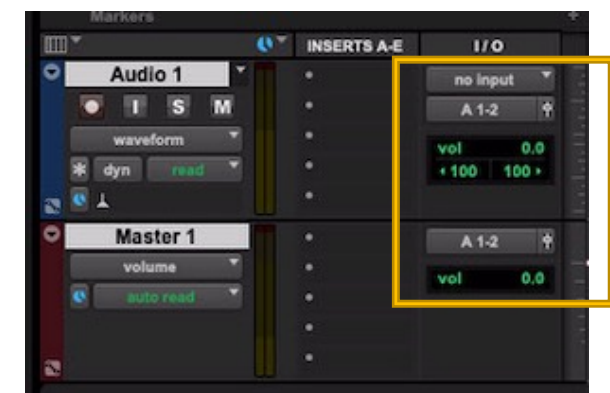 Markers
INSERTS A-E
I / O
Audio 1
no input
I S M
A 1-2
waveform
vol 0.0
dyn read
100 100
Master 1
A 1-2
volume
vol 0.0
auto read